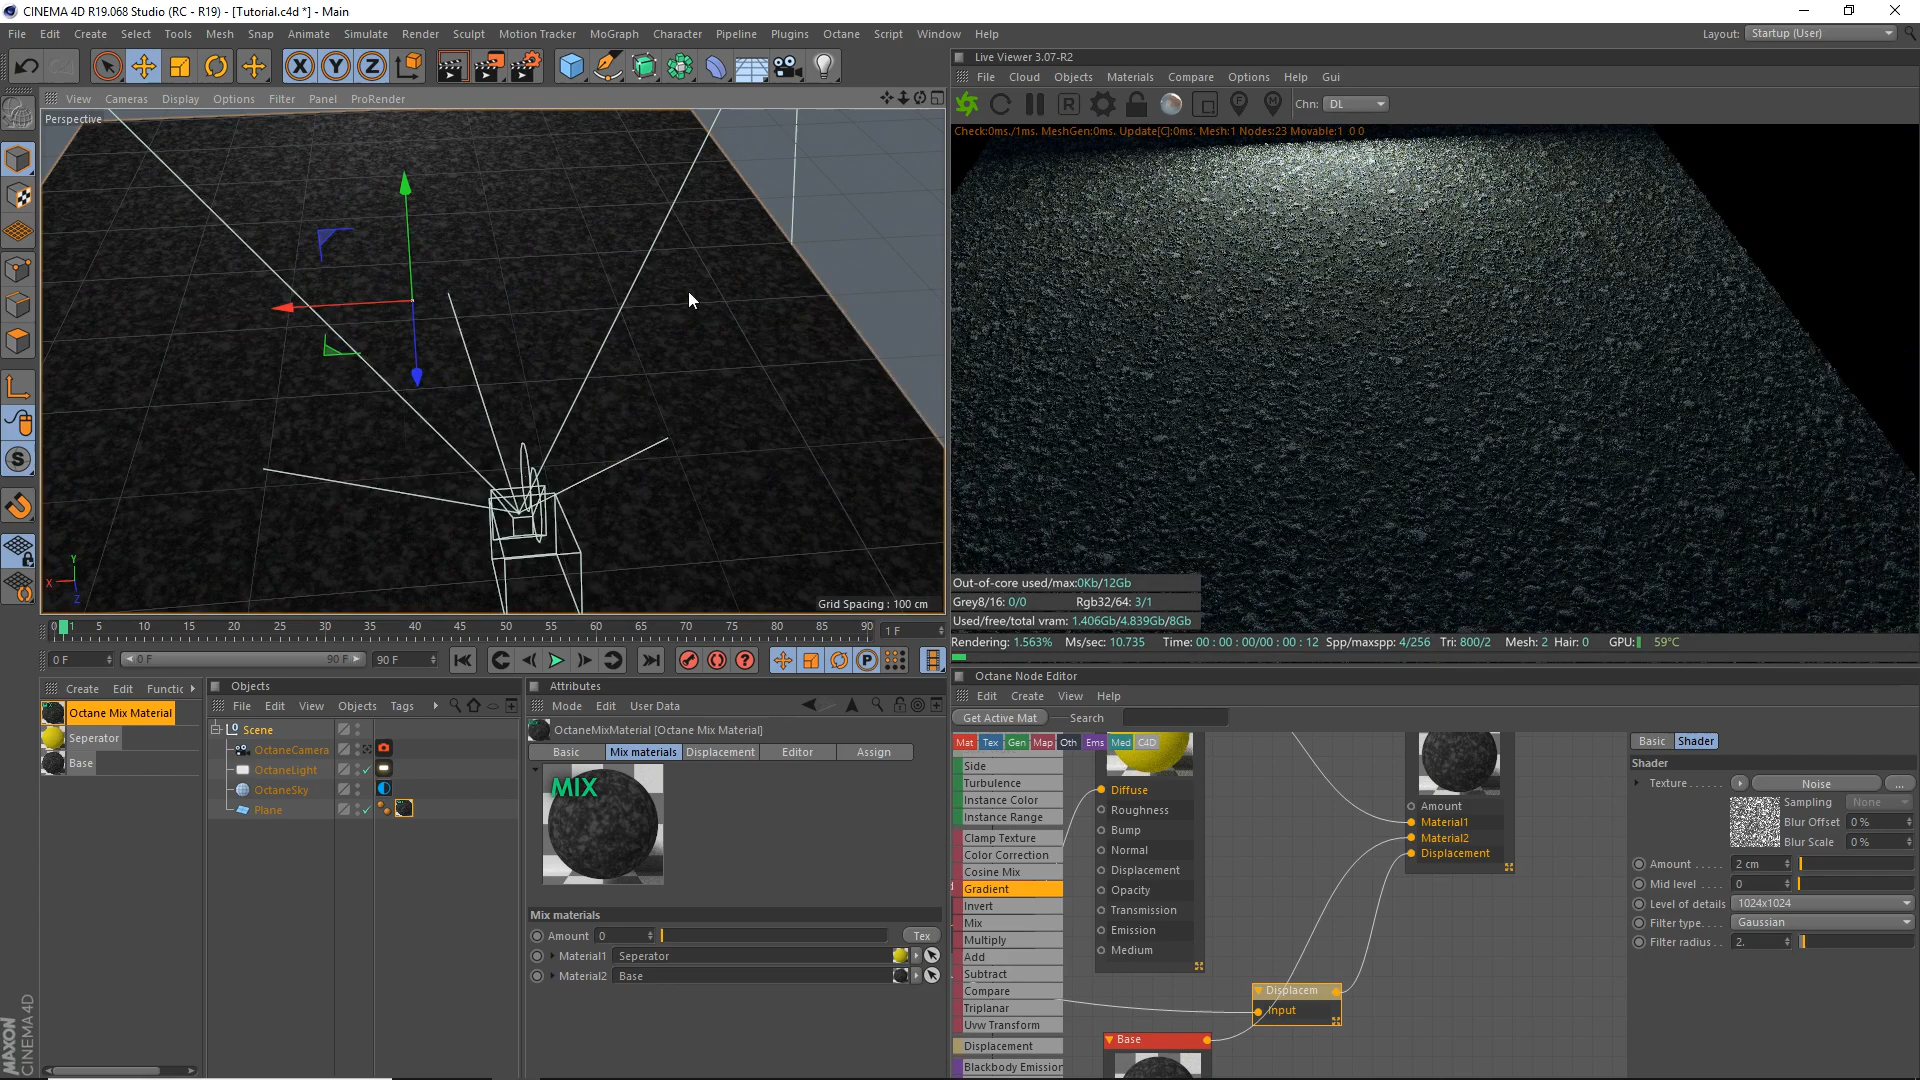 CINEMA 4D R19.068 Studio (RC - R19) - [Tutorial.c4d *] - Main
File Edit Create Select Tools Mesh Snap Animate Simulate Render Sculpt Motion Tracker MoGraph Character Pipeline Plugins Octane Script Window Help
Layout: Startup (User)
X Y Z
View Cameras Display Options Filter Panel ProRender
Perspective
Y
X
Z
Grid Spacing : 100 cm
Live Viewer 3.07-R2
File Cloud Objects Materials Compare Options Help Gui
R Chn: DL
Check:0ms./1ms. MeshGen:0ms. Update[C]:0ms. Mesh:1 Nodes:23 Movable:1 0 0
Out-of-core used/max:0Kb/12Gb
Grey8/16: 0/0 Rgb32/64: 3/1
Used/free/total vram: 1.406Gb/4.839Gb/8Gb
Rendering: 1.563% Ms/sec: 10.735 Time: 00 : 00 : 00/00 : 00 : 12 Spp/maxspp: 4/256 Tri: 800/2 Mesh: 2 Hair: 0 GPU: 59°C
0 1 5 10 15 20 25 30 35 40 45 50 55 60 65 70 75 80 85 90 1 F
0 F 0 F 90 F 90 F
Create Edit Functic
Octane Mix Material
Seperator
Base
MAXON
CINEMA 4D
Objects
File Edit View Objects Tags
Scene
OctaneCamera
OctaneLight
OctaneSky
Plane
Attributes
Mode Edit User Data
OctaneMixMaterial [Octane Mix Material]
Basic Mix materials Displacement Editor Assign
MIX
Mix materials
Amount 0 Tex
Material1 Seperator
Material2 Base
Octane Node Editor
Edit Create View Help
Get Active Mat Search
Mat Tex Gen Map Oth Ems Med C4D
Side
Turbulence
Instance Color
Instance Range
Clamp Texture
Color Correction
Cosine Mix
Gradient
Invert
Mix
Multiply
Add
Subtract
Compare
Triplanar
Uvw Transform
Displacement
Blackbody Emission
Diffuse
Roughness
Bump
Normal
Displacement
Opacity
Transmission
Emission
Medium
Amount
Material1
Material2
Displacement
Displacem
Input
Base
Basic Shader
Shader
Texture...... Noise ...
Sampling None
Blur Offset 0 %
Blur Scale 0 %
Amount ..... 2 cm
Mid level .... 0
Level of details 1024x1024
Filter type.... Gaussian
Filter radius .. 2.